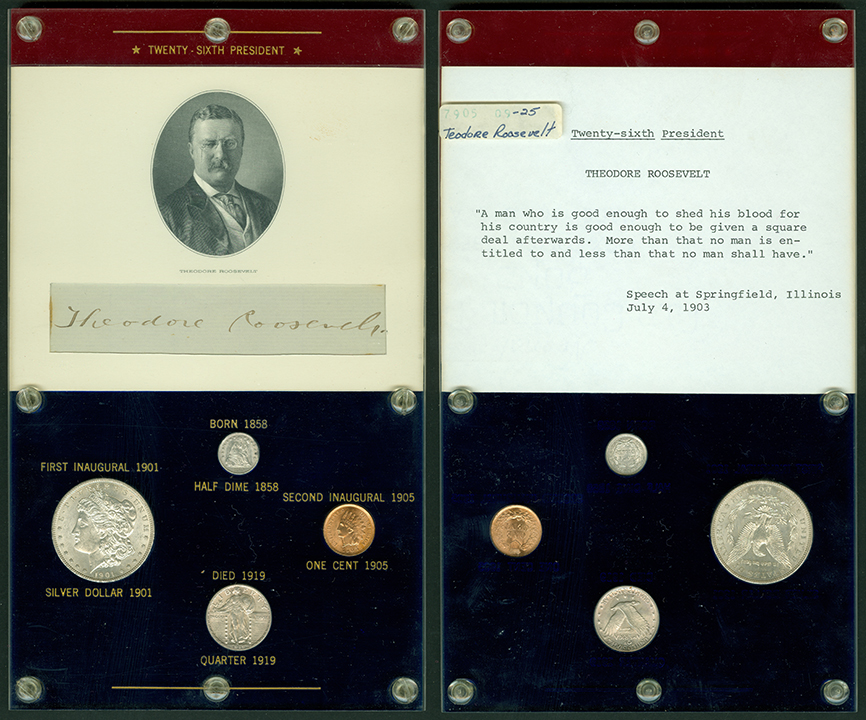 ★ TWENTY-SIXTH PRESIDENT ★
THEODORE ROOSEVELT
Theodore Roosevelt.
BORN 1858
HALF DIME 1858
FIRST INAUGURAL 1901
1901
SILVER DOLLAR 1901
SECOND INAUGURAL 1905
ONE CENT 1905
DIED 1919
QUARTER 1919
-25
Teodore Roosevelt
Twenty-sixth President
THEODORE ROOSEVELT
"A man who is good enough to shed his blood for
his country is good enough to be given a square
deal afterwards. More than that no man is en-
titled to and less than that no man shall have."
Speech at Springfield, Illinois
July 4, 1903